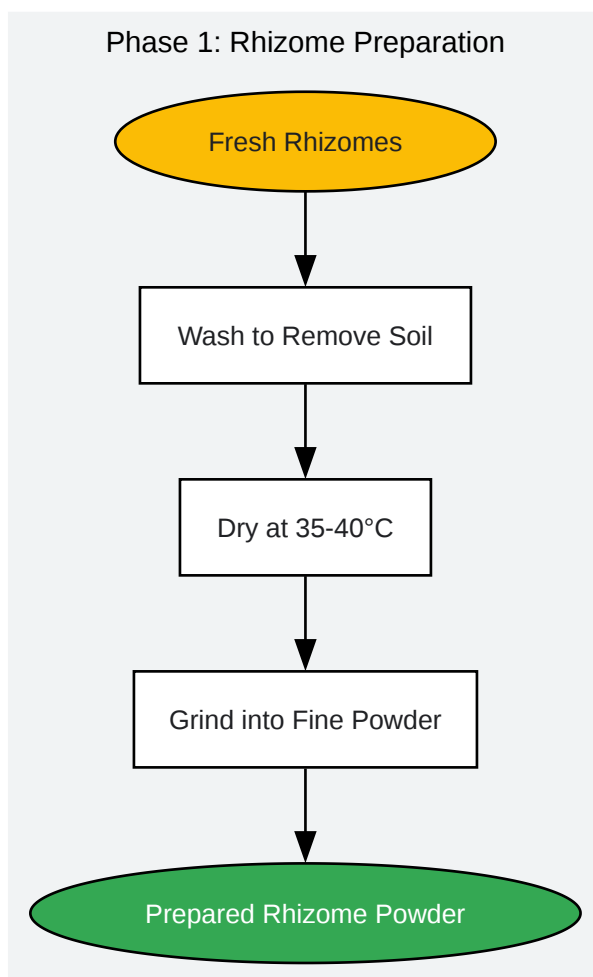 Phase 1: Rhizome Preparation
Fresh Rhizomes
Wash to Remove Soil
Dry at 35-40°C
Grind into Fine Powder
Prepared Rhizome Powder